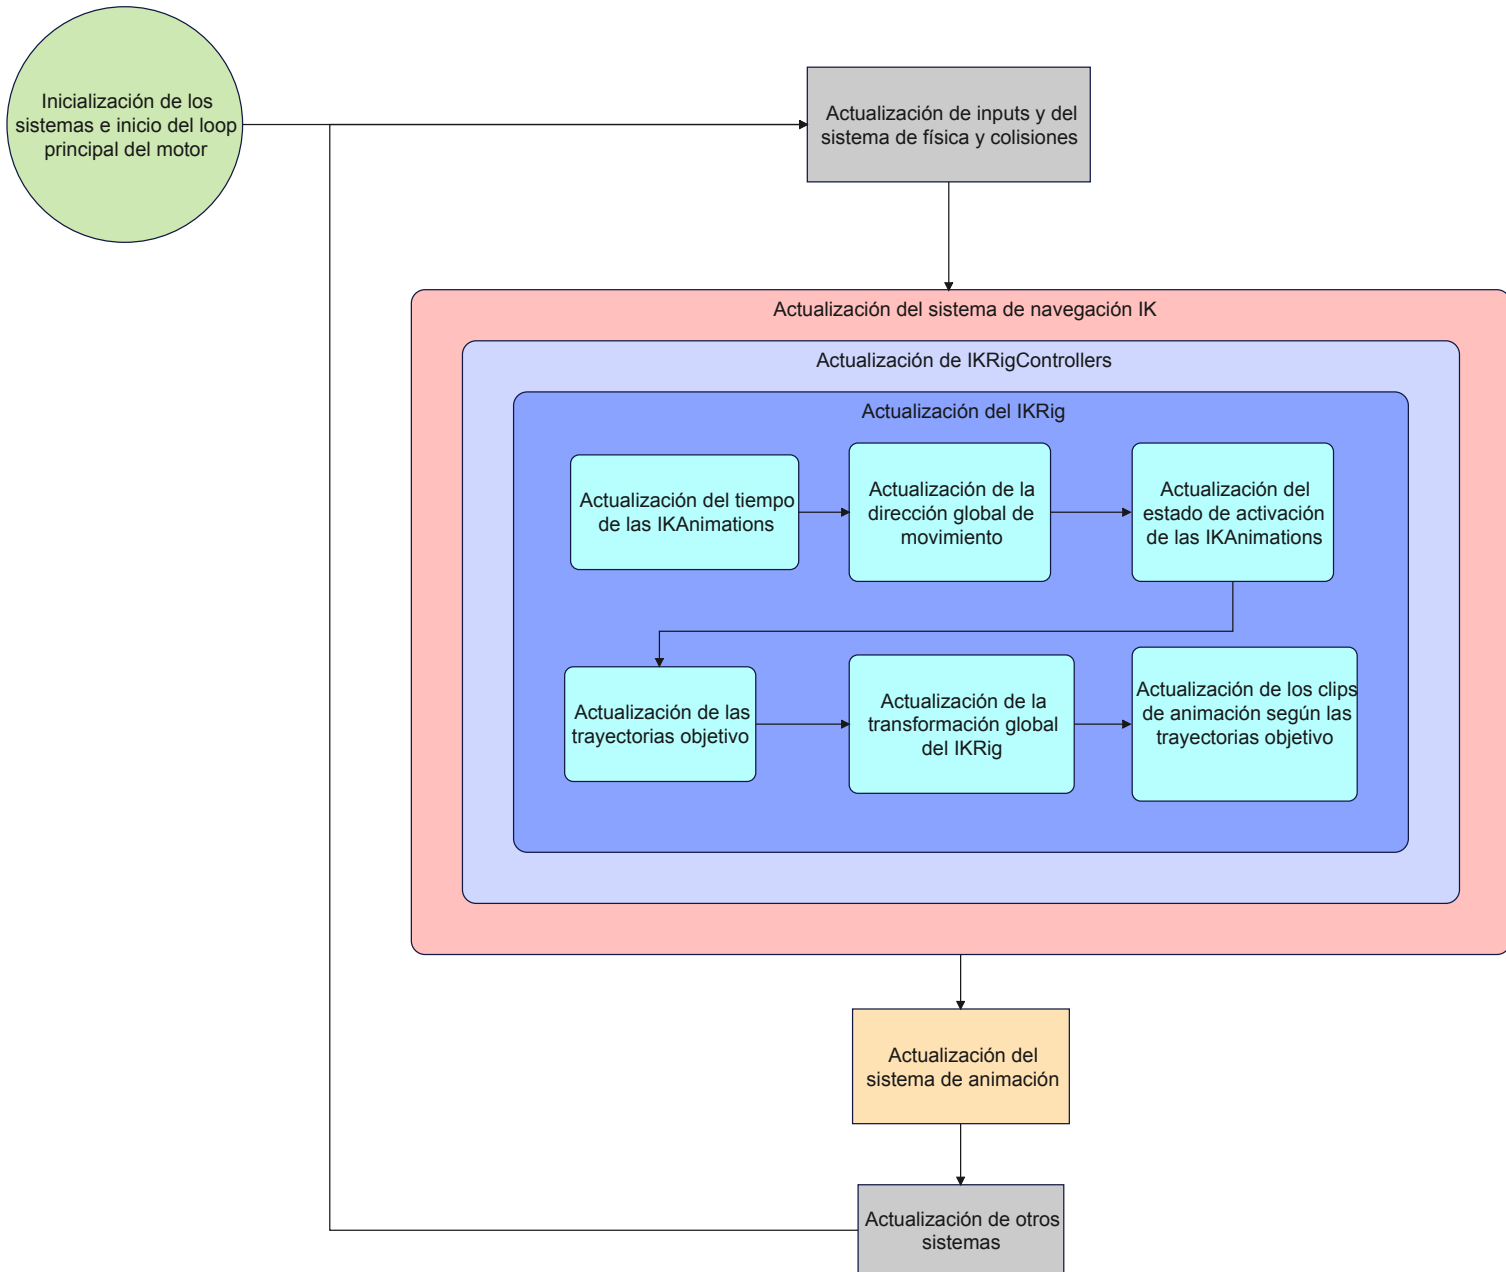 Inicialización de los
sistemas e inicio del loop
principal del motor
Actualización de inputs y del
sistema de física y colisiones
Actualización del sistema de navegación IK
Actualización de IKRigControllers
Actualización del IKRig
Actualización del tiempo
de las IKAnimations
Actualización de la
dirección global de
movimiento
Actualización del
estado de activación
de las IKAnimations
Actualización de las
trayectorias objetivo
Actualización de la
transformación global
del IKRig
Actualización de los clips
de animación según las
trayectorias objetivo
Actualización del
sistema de animación
Actualización de otros
sistemas